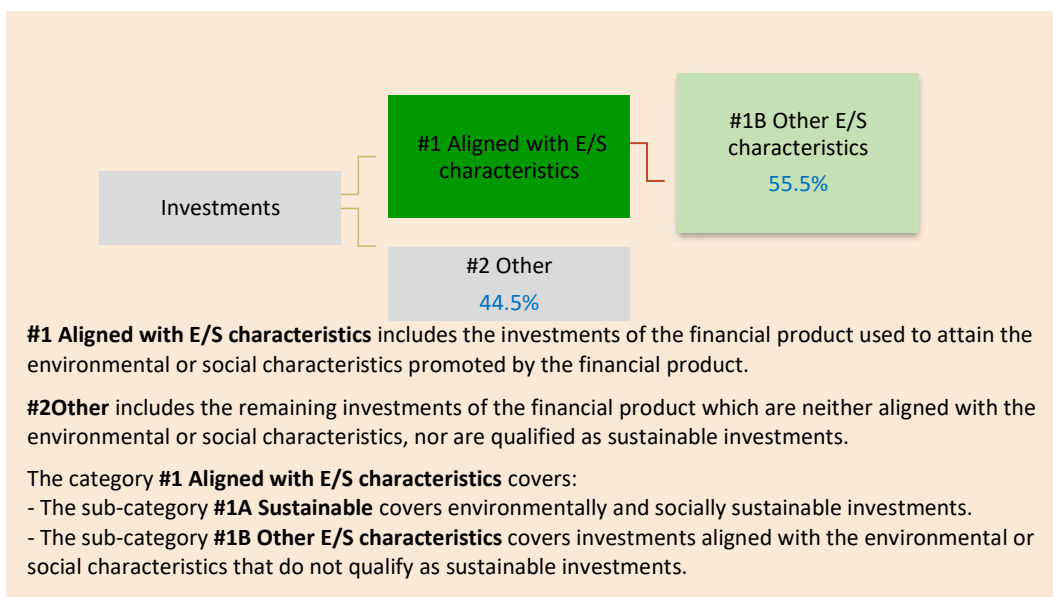 #1 Aligned with E/S
characteristics
#1B Other E/S
characteristics
55.5%
Investments
#2 Other
44.5%
#1 Aligned with E/S characteristics includes the investments of the financial product used to attain the
environmental or social characteristics promoted by the financial product.
#2Other includes the remaining investments of the financial product which are neither aligned with the
environmental or social characteristics, nor are qualified as sustainable investments.
The category #1 Aligned with E/S characteristics covers:
- The sub-category #1A Sustainable covers environmentally and socially sustainable investments.
- The sub-category #1B Other E/S characteristics covers investments aligned with the environmental or
social characteristics that do not qualify as sustainable investments.